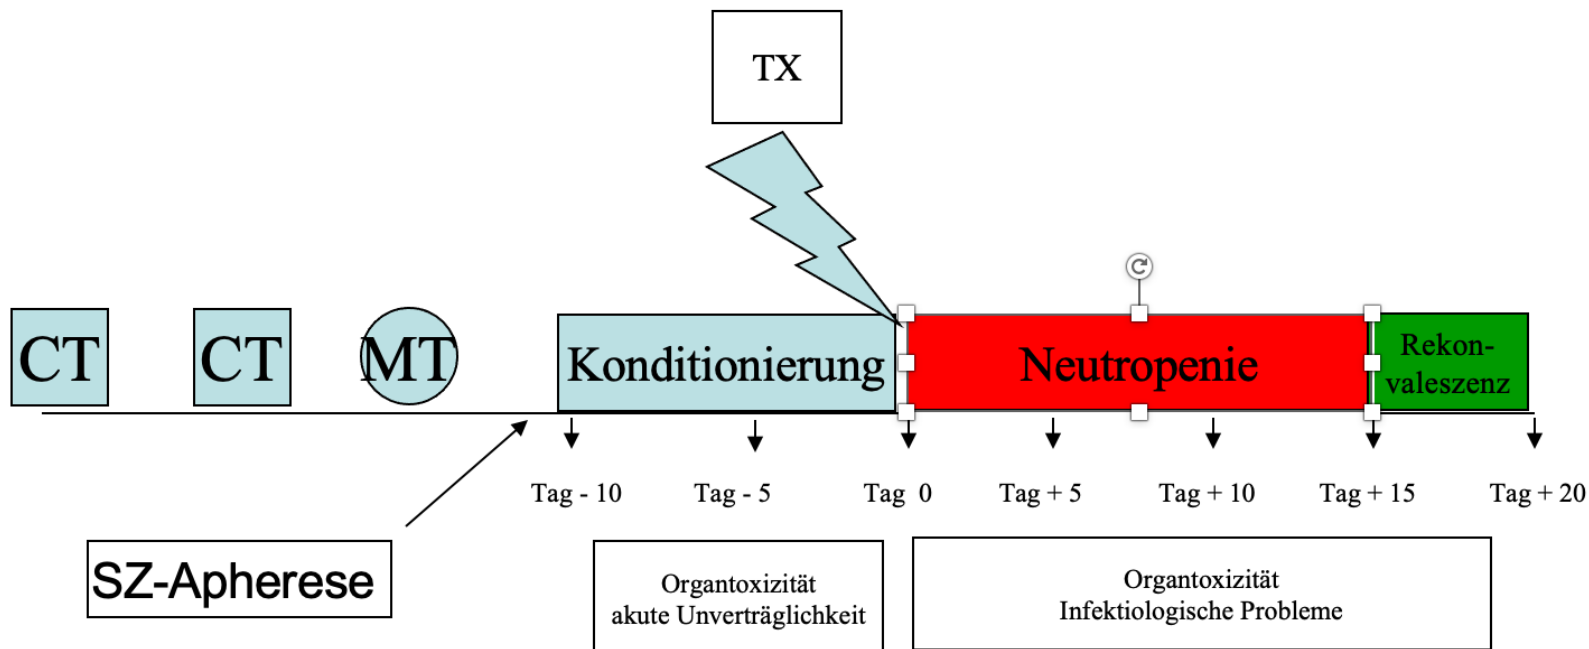 TX
CT
CT
MT
Konditionierung
Neutropenie
Rekon-
valeszenz
Tag - 10
Tag - 5
Tag 0
Tag + 5
Tag + 10
Tag + 15
Tag + 20
SZ-Apherese
Organtoxizität
akute Unverträglichkeit
Organtoxizität
Infektiologische Probleme